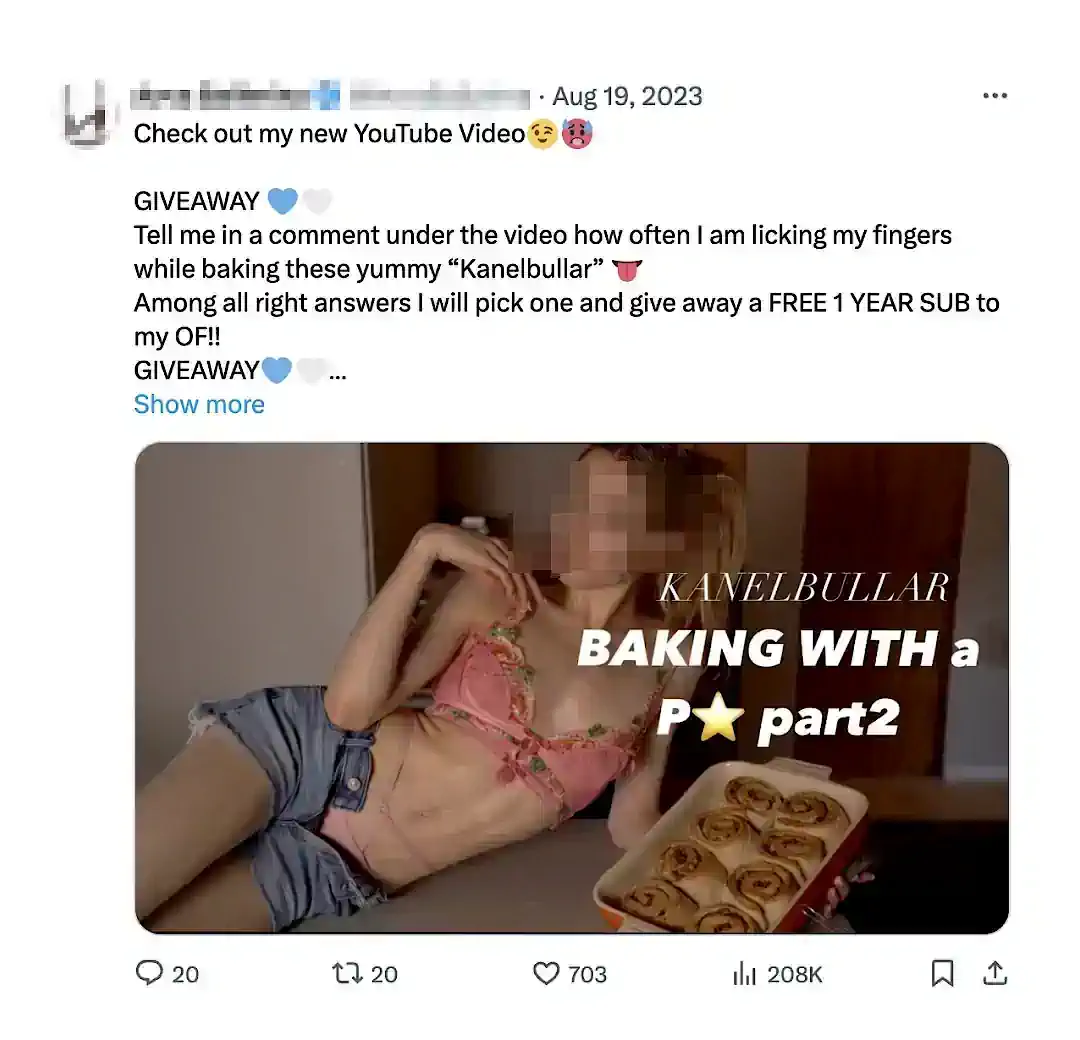 · Aug 19, 2023
Check out my new YouTube Video😉🥵
GIVEAWAY 🩵🤍
Tell me in a comment under the video how often I am licking my fingers
while baking these yummy “Kanelbullar” 👅
Among all right answers I will pick one and give away a FREE 1 YEAR SUB to
my OF!!
GIVEAWAY🩵🤍...
Show more
KANELBULLAR
BAKING WITH a
P⭐ part2
20 20 703 208K